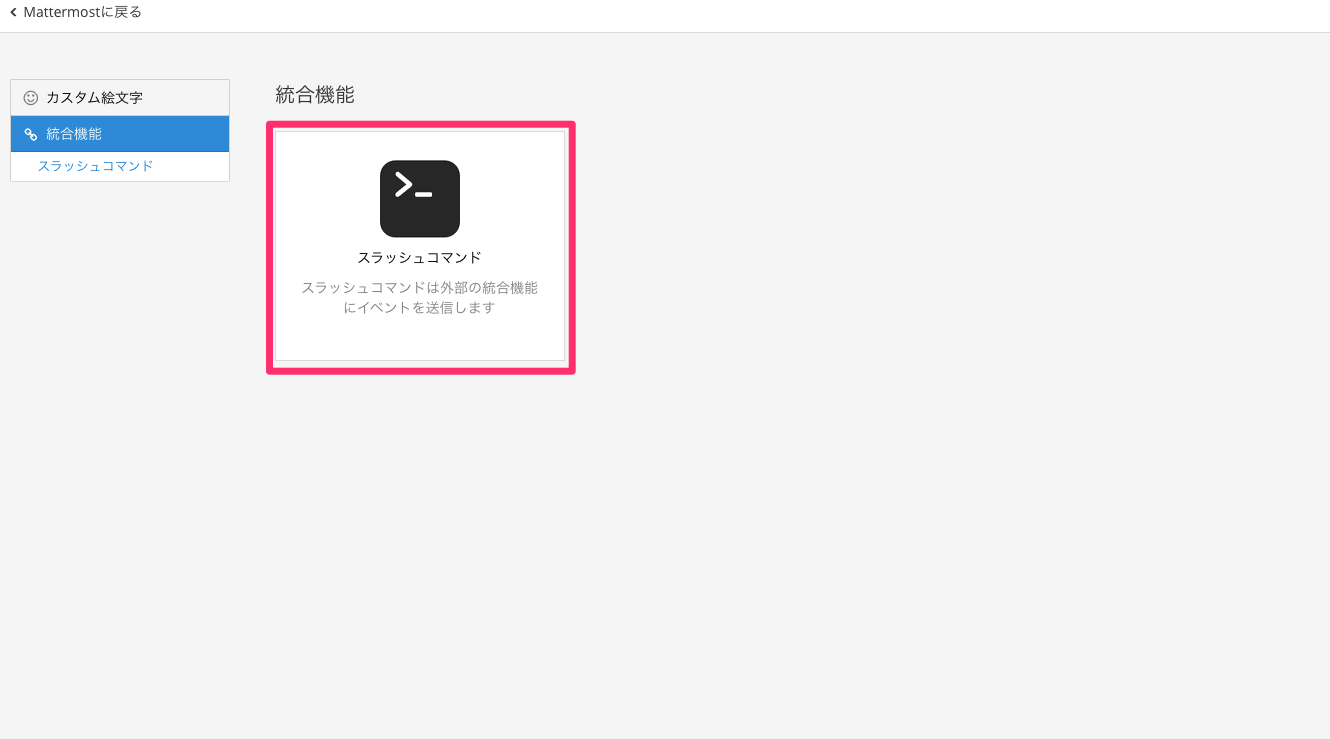 Mattermostに戻る
カスタム絵文字
統合機能
スラッシュコマンド
統合機能
スラッシュコマンド
スラッシュコマンドは外部の統合機能
にイベントを送信します